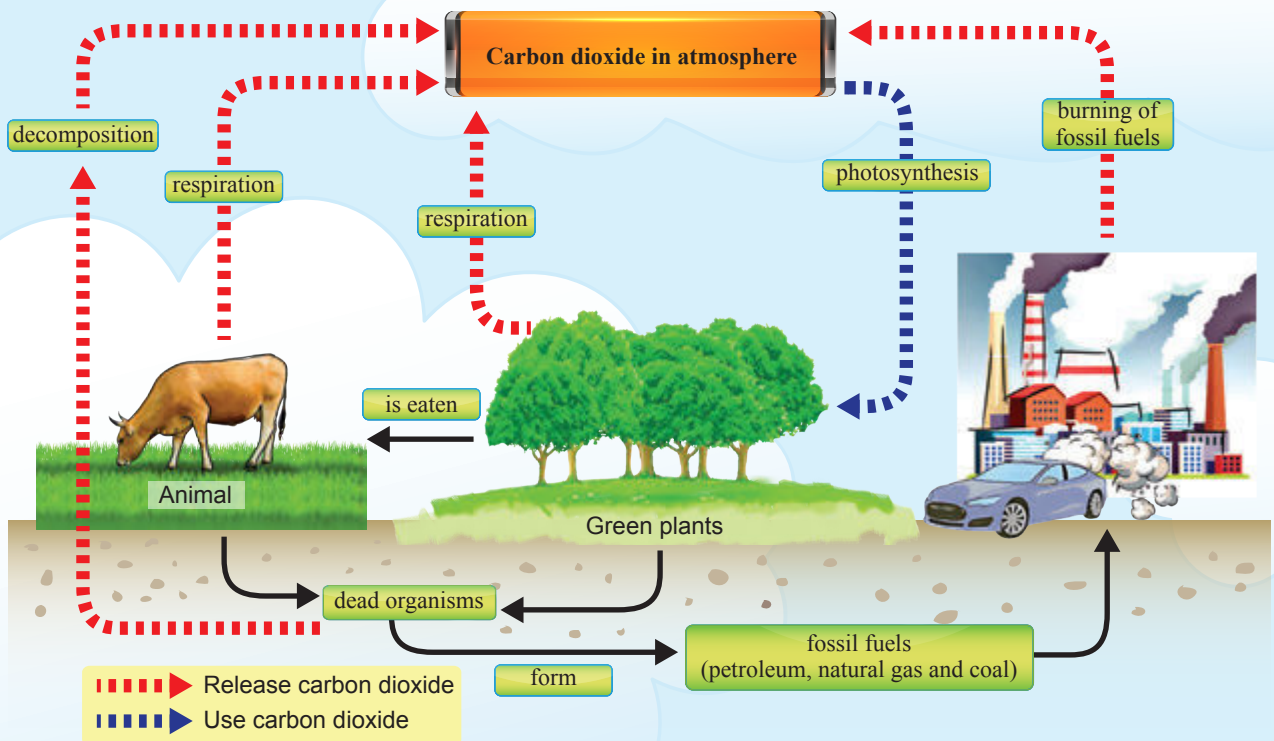 Carbon dioxide in atmosphere
decomposition
respiration
respiration
photosynthesis
burning of
fossil fuels
is eaten
Animal
Green plants
dead organisms
form
fossil fuels
(petroleum, natural gas and coal)
Release carbon dioxide
Use carbon dioxide